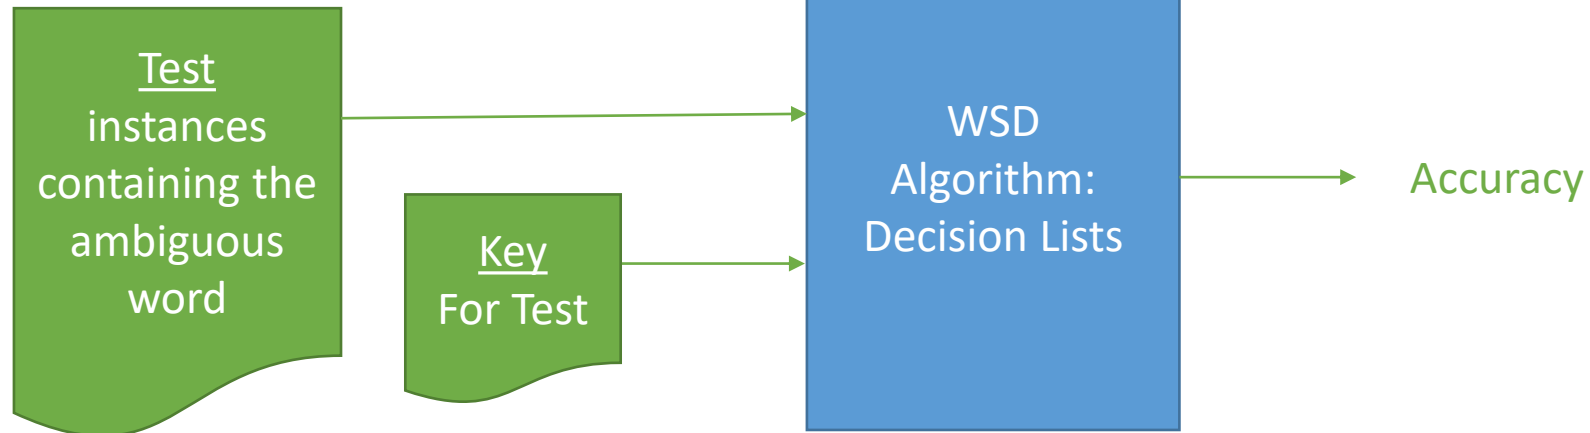 Test
instances
containing the
ambiguous
word
Key
For Test
WSD
Algorithm:
Decision Lists
Accuracy